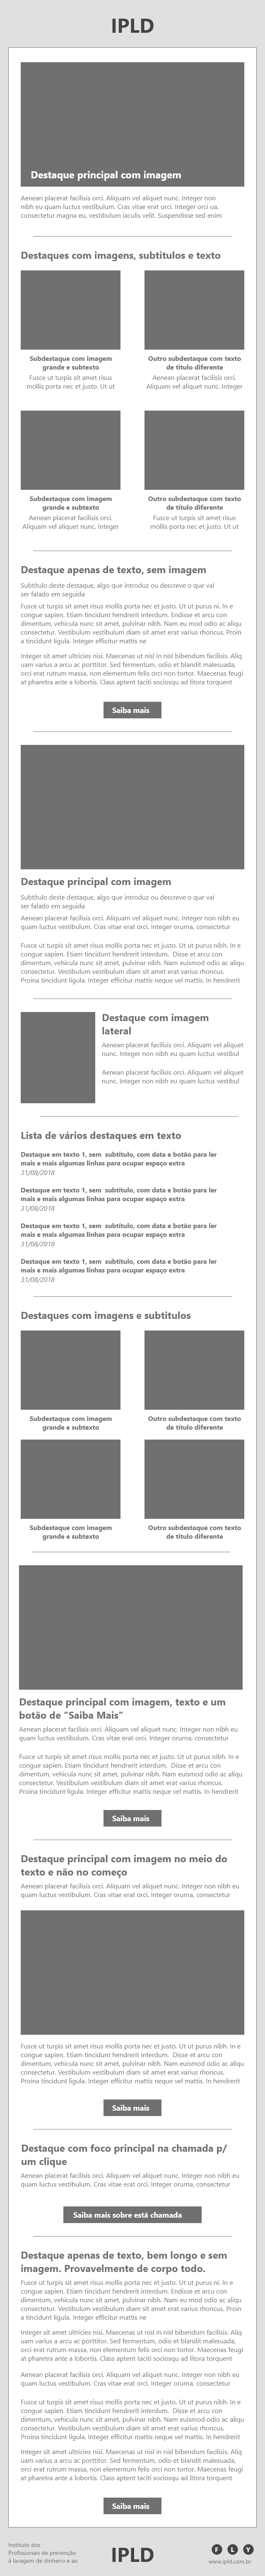 IPLD
Destaque principal com imagem
Aenean placerat facilisis orci. Aliquam vel aliquet nunc. Integer non
nibh eu quam luctus vestibulum. Cras vitae erat orci. Integer orci ua,
consectetur magna eu, vestibulum iaculis velit. Suspendisse sed enim
Destaques com imagens, subtitulos e texto
Subdestaque com imagem
grande e subtexto
Fusce ut turpis sit amet risus
mollis porta nec et justo. Ut ut
Outro subdestaque com texto
de título diferente
Aenean placerat facilisis orci.
Aliquam vel aliquet nunc. Integer
Subdestaque com imagem
grande e subtexto
Aenean placerat facilisis orci.
Aliquam vel aliquet nunc. Integer
Outro subdestaque com texto
de título diferente
Fusce ut turpis sit amet risus
mollis porta nec et justo. Ut ut
Destaque apenas de texto, sem imagem
Subtítulo deste destaque, algo que introduz ou descreve o que vai
ser falado em seguida
Fusce ut turpis sit amet risus mollis porta nec et justo. Ut ut purus ni. In e
congue sapien. Etiam tincidunt hendrerit interdum. Endisse et arcu con
dimentum, vehicula nunc sit amet, pulvinar nibh. Nam eu mod odio ac aliqu
consectetur. Vestibulum vestibulum diam sit amet erat varius rhoncus. Proin
a tincidunt ligula. Integer efficitur mattis ne
Integer sit amet ultricies nisi. Maecenas ut nisl in nisl bibendum facilisis. Aliq
uam varius a arcu ac porttitor. Sed fermentum, odio et blandit malesuada,
orci erat rutrum massa, non elementum felis orci non tortor. Maecenas feugi
at pharetra ante a lobortis. Class aptent taciti sociosqu ad litora torquent
Saiba mais
Destaque principal com imagem
Subtítulo deste destaque, algo que introduz ou descreve o que vai
ser falado em seguida
Aenean placerat facilisis orci. Aliquam vel aliquet nunc. Integer non nibh eu
quam luctus vestibulum. Cras vitae erat orci. Integer orurna, consectetur
Fusce ut turpis sit amet risus mollis porta nec et justo. Ut ut purus nibh. In e
congue sapien. Etiam tincidunt hendrerit interdum.  Disse et arcu con
dimentum, vehicula nunc sit amet, pulvinar nibh. Nam euismod odio ac aliqu
consectetur. Vestibulum vestibulum diam sit amet erat varius rhoncus.
Proina tincidunt ligula. Integer efficitur mattis neque vel mattis. In hendrerit
Destaque com imagem
lateral
Aenean placerat facilisis orci. Aliquam vel aliquet
nunc. Integer non nibh eu quam luctus vestibul
Aenean placerat facilisis orci. Aliquam vel aliquet
nunc. Integer non nibh eu quam luctus vestibul
Lista de vários destaques em texto
Destaque em texto 1, sem  subtítulo, com data e botão para ler
mais e mais algumas linhas para ocupar espaço extra
31/08/2018
Destaque em texto 1, sem  subtítulo, com data e botão para ler
mais e mais algumas linhas para ocupar espaço extra
31/08/2018
Destaque em texto 1, sem  subtítulo, com data e botão para ler
mais e mais algumas linhas para ocupar espaço extra
31/08/2018
Destaque em texto 1, sem  subtítulo, com data e botão para ler
mais e mais algumas linhas para ocupar espaço extra
31/08/2018
Destaques com imagens e subtitulos
Subdestaque com imagem
grande e subtexto
Outro subdestaque com texto
de título diferente
Subdestaque com imagem
grande e subtexto
Outro subdestaque com texto
de título diferente
Destaque principal com imagem, texto e um
botão de "Saiba Mais"
Aenean placerat facilisis orci. Aliquam vel aliquet nunc. Integer non nibh eu
quam luctus vestibulum. Cras vitae erat orci. Integer orurna, consectetur
Fusce ut turpis sit amet risus mollis porta nec et justo. Ut ut purus nibh. In e
congue sapien. Etiam tincidunt hendrerit interdum.  Disse et arcu con
dimentum, vehicula nunc sit amet, pulvinar nibh. Nam euismod odio ac aliqu
consectetur. Vestibulum vestibulum diam sit amet erat varius rhoncus.
Proina tincidunt ligula. Integer efficitur mattis neque vel mattis. In hendrerit
Saiba mais
Destaque principal com imagem no meio do
texto e não no começo
Aenean placerat facilisis orci. Aliquam vel aliquet nunc. Integer non nibh eu
quam luctus vestibulum. Cras vitae erat orci. Integer orurna, consectetur
Fusce ut turpis sit amet risus mollis porta nec et justo. Ut ut purus nibh. In e
congue sapien. Etiam tincidunt hendrerit interdum.  Disse et arcu con
dimentum, vehicula nunc sit amet, pulvinar nibh. Nam euismod odio ac aliqu
consectetur. Vestibulum vestibulum diam sit amet erat varius rhoncus.
Proina tincidunt ligula. Integer efficitur mattis neque vel mattis. In hendrerit
Saiba mais
Destaque com foco principal na chamada p/
um clique
Aenean placerat facilisis orci. Aliquam vel aliquet nunc. Integer non nibh eu
quam luctus vestibulum. Cras vitae erat orci. Integer orurna, consectetur
Saiba mais sobre está chamada
Destaque apenas de texto, bem longo e sem
imagem. Provavelmente de corpo todo.
Fusce ut turpis sit amet risus mollis porta nec et justo. Ut ut purus ni. In e
congue sapien. Etiam tincidunt hendrerit interdum. Endisse et arcu con
dimentum, vehicula nunc sit amet, pulvinar nibh. Nam eu mod odio ac aliqu
consectetur. Vestibulum vestibulum diam sit amet erat varius rhoncus. Proin
a tincidunt ligula. Integer efficitur mattis ne
Integer sit amet ultricies nisi. Maecenas ut nisl in nisl bibendum facilisis. Aliq
uam varius a arcu ac porttitor. Sed fermentum, odio et blandit malesuada,
orci erat rutrum massa, non elementum felis orci non tortor. Maecenas feugi
at pharetra ante a lobortis. Class aptent taciti sociosqu ad litora torquent
Aenean placerat facilisis orci. Aliquam vel aliquet nunc. Integer non nibh eu
quam luctus vestibulum. Cras vitae erat orci. Integer orurna, consectetur
Fusce ut turpis sit amet risus mollis porta nec et justo. Ut ut purus nibh. In e
congue sapien. Etiam tincidunt hendrerit interdum.  Disse et arcu con
dimentum, vehicula nunc sit amet, pulvinar nibh. Nam euismod odio ac aliqu
consectetur. Vestibulum vestibulum diam sit amet erat varius rhoncus.
Proina tincidunt ligula. Integer efficitur mattis neque vel mattis. In hendrerit
Integer sit amet ultricies nisi. Maecenas ut nisl in nisl bibendum facilisis. Aliq
uam varius a arcu ac porttitor. Sed fermentum, odio et blandit malesuada,
orci erat rutrum massa, non elementum felis orci non tortor. Maecenas feugi
at pharetra ante a lobortis. Class aptent taciti sociosqu ad litora torquent
Saiba mais
Instituto dos
Profissionais de prevenção
à lavagem de dinheiro e ao
IPLD
F L Y
www.ipld.com.br